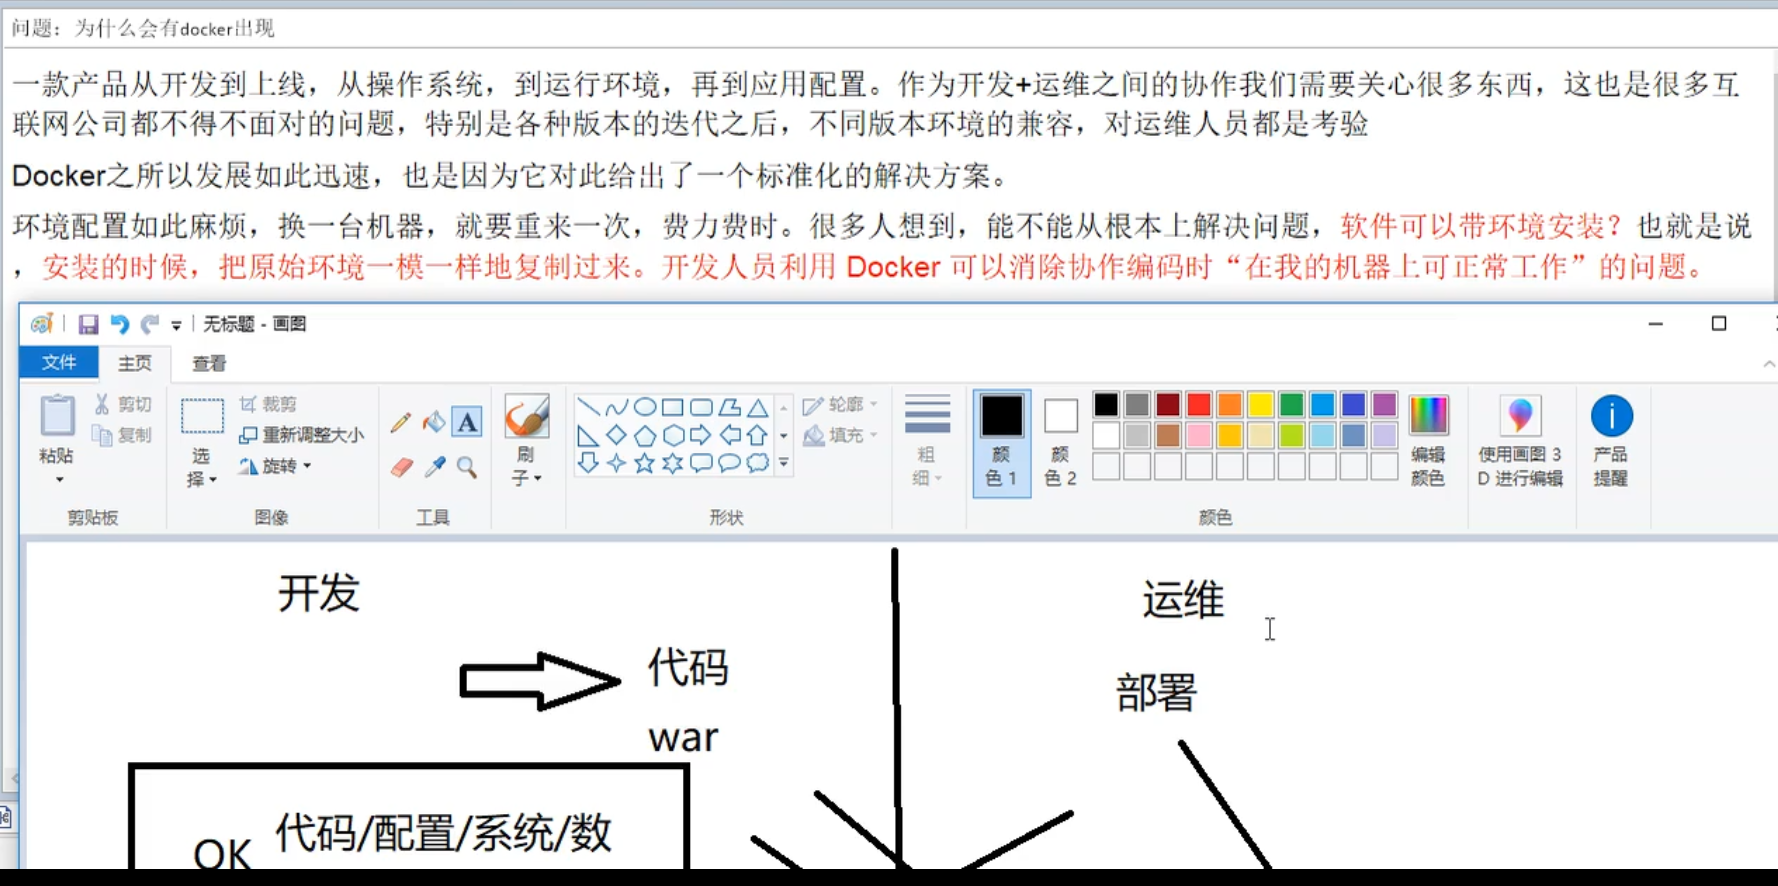 问题：为什么会有docker出现
一款产品从开发到上线，从操作系统，到运行环境，再到应用配置。作为开发+运维之间的协作我们需要关心很多东西，这也是很多互
联网公司都不得不面对的问题，特别是各种版本的迭代之后，不同版本环境的兼容，对运维人员都是考验
Docker之所以发展如此迅速，也是因为它对此给出了一个标准化的解决方案。
环境配置如此麻烦，换一台机器，就要重来一次，费力费时。很多人想到，能不能从根本上解决问题，软件可以带环境安装？也就是说
，安装的时候，把原始环境一模一样地复制过来。开发人员利用 Docker 可以消除协作编码时“在我的机器上可正常工作”的问题。
无标题 - 画图
文件 主页 查看
粘贴 剪切 复制
剪贴板
选择 裁剪 重新调整大小 旋转
图像
A
工具
刷子
轮廓 填充
形状
粗细
颜色 1 颜色 2
编辑颜色
颜色
使用画图 3
D 进行编辑
产品
提醒
开发
运维
代码
部署
war
代码/配置/系统/数
OK